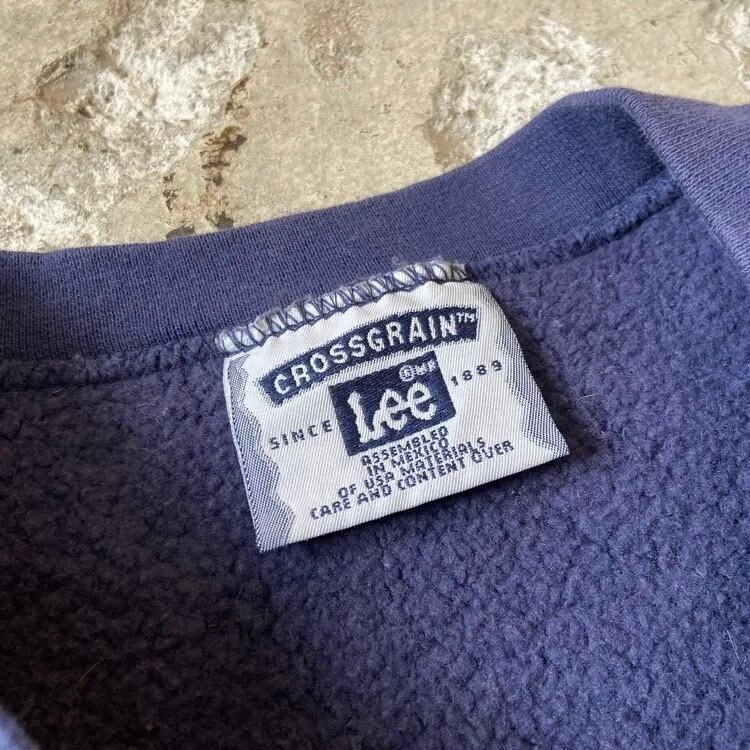 CROSSGRAIN™
® MR
Lee
SINCE 1889
ASSEMBLED
IN MEXICO
OF USA MATERIALS
CARE AND CONTENT OVER